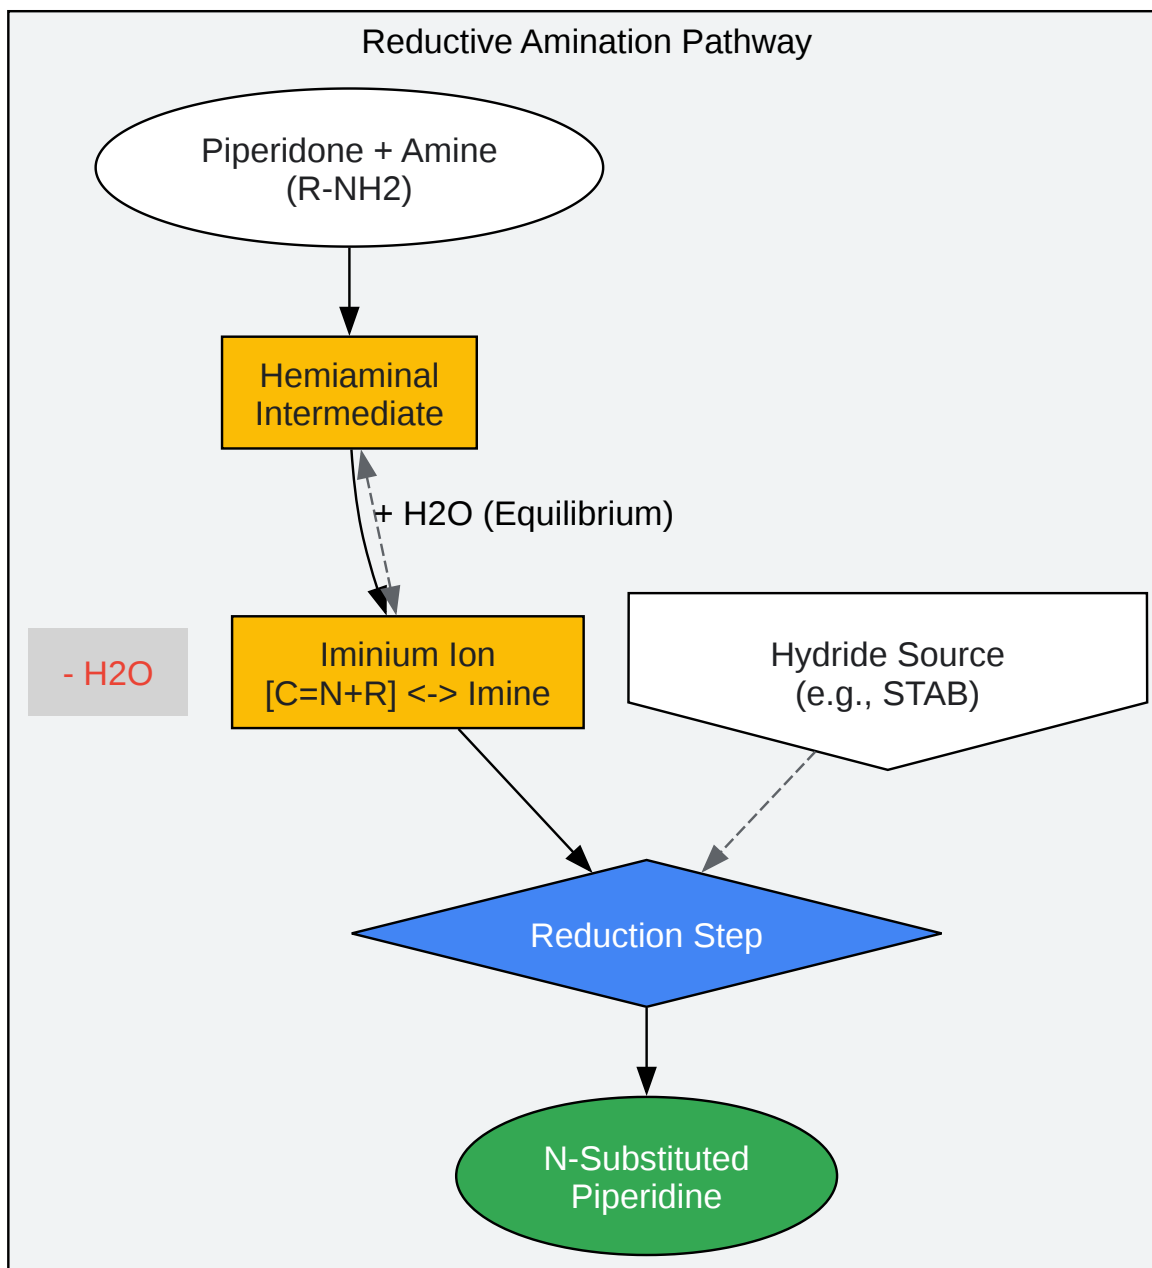 Reductive Amination Pathway
Piperidone + Amine
(R-NH2)
Hemiaminal
Intermediate
+ H2O (Equilibrium)
- H2O
Iminium Ion
[C=N+R] <-> Imine
Hydride Source
(e.g., STAB)
Reduction Step
N-Substituted
Piperidine